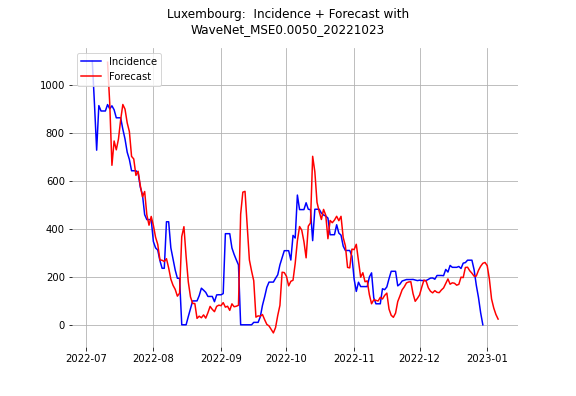 Luxembourg:  Incidence + Forecast with
WaveNet_MSE0.0050_20221023
Incidence
Forecast
1000
800
600
400
200
0
2022-07 2022-08 2022-09 2022-10 2022-11 2022-12 2023-01